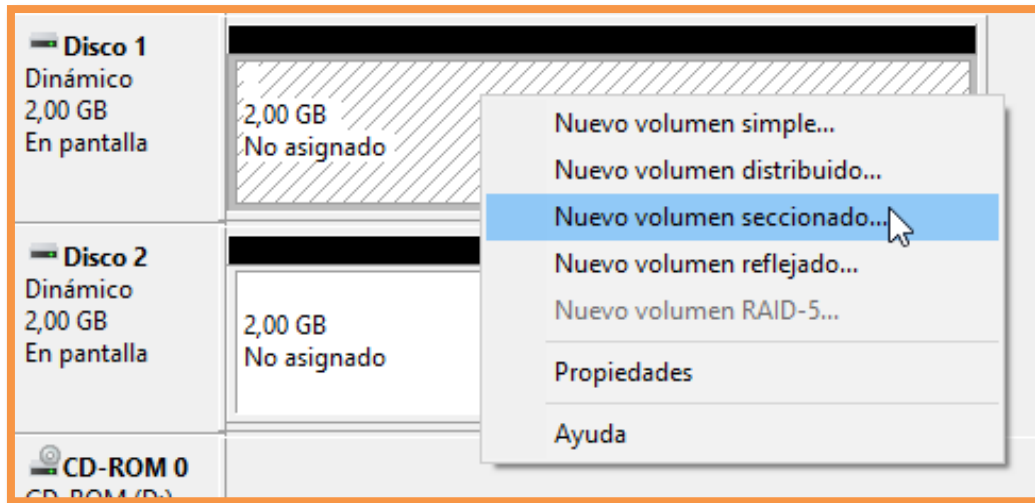 Disco 1
Dinámico
2,00 GB
En pantalla
2,00 GB
No asignado
Nuevo volumen simple...
Nuevo volumen distribuido...
Nuevo volumen seccionado...
Nuevo volumen reflejado...
Nuevo volumen RAID-5...
Propiedades
Ayuda
Disco 2
Dinámico
2,00 GB
En pantalla
2,00 GB
No asignado
CD-ROM 0
CD-ROM (D:)